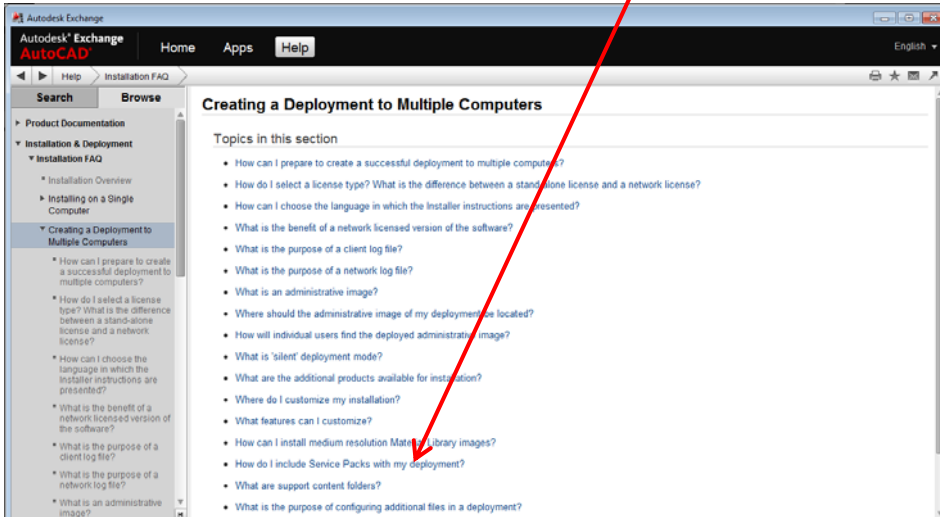 Autodesk Exchange
Autodesk® Exchange
AutoCAD®
Home Apps Help
English
Help Installation FAQ
Search Browse
Product Documentation
Installation & Deployment
Installation FAQ
Installation Overview
Installing on a Single
Computer
Creating a Deployment to
Multiple Computers
How can I prepare to create
a successful deployment to
multiple computers?
How do I select a license
type? What is the difference
between a stand-alone
license and a network
license?
How can I choose the
language in which the
Installer instructions are
presented?
What is the benefit of a
network licensed version of
the software?
What is the purpose of a
client log file?
What is the purpose of a
network log file?
What is an administrative
image?
Creating a Deployment to Multiple Computers
Topics in this section
How can I prepare to create a successful deployment to multiple computers?
How do I select a license type? What is the difference between a stand-alone license and a network license?
How can I choose the language in which the Installer instructions are presented?
What is the benefit of a network licensed version of the software?
What is the purpose of a client log file?
What is the purpose of a network log file?
What is an administrative image?
Where should the administrative image of my deployment be located?
How will individual users find the deployed administrative image?
What is 'silent' deployment mode?
What are the additional products available for installation?
Where do I customize my installation?
What features can I customize?
How can I install medium resolution Material Library images?
How do I include Service Packs with my deployment?
What are support content folders?
What is the purpose of configuring additional files in a deployment?